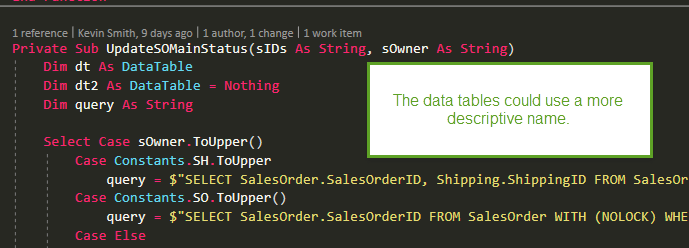 1 reference | Kevin Smith, 9 days ago | 1 author, 1 change | 1 work item
Private Sub UpdateSOMainStatus(sIDs As String, sOwner As String)
Dim dt As DataTable
Dim dt2 As DataTable = Nothing
Dim query As String
The data tables could use a more
descriptive name.
Select Case sOwner.ToUpper()
Case Constants.SH.ToUpper
query = $"SELECT SalesOrder.SalesOrderID, Shipping.ShippingID FROM SalesOr
Case Constants.SO.ToUpper()
query = $"SELECT SalesOrder.SalesOrderID FROM SalesOrder WITH (NOLOCK) WHE
Case Else